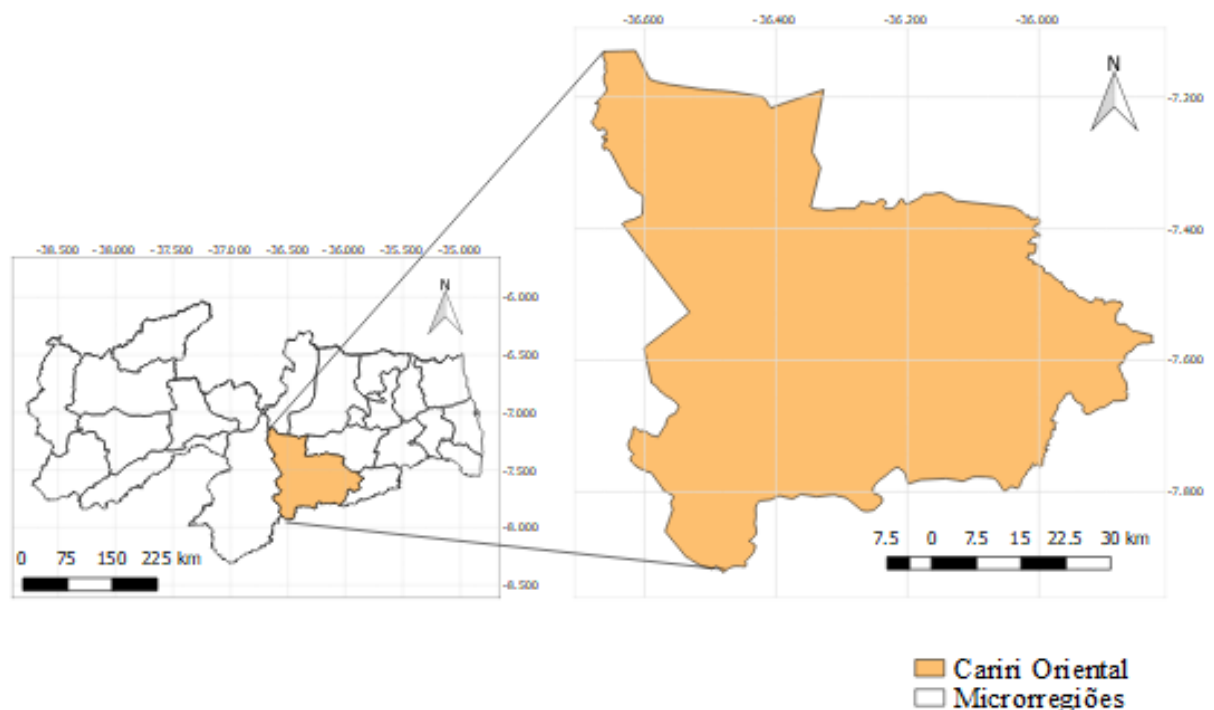 -36.600 -36.400 -36.200 -36.000
N
-7.200
-7.400
-7.600
-7.800
7.5 0 7.5 15 22.5 30 km
-38.500 -38.000 -37.500 -37.000 -36.500 -36.000 -35.500 -35.000
N
-6.000
-6.500
-7.000
-7.500
-8.000
-8.500
0 75 150 225 km
Cariri Oriental
Microrregiões